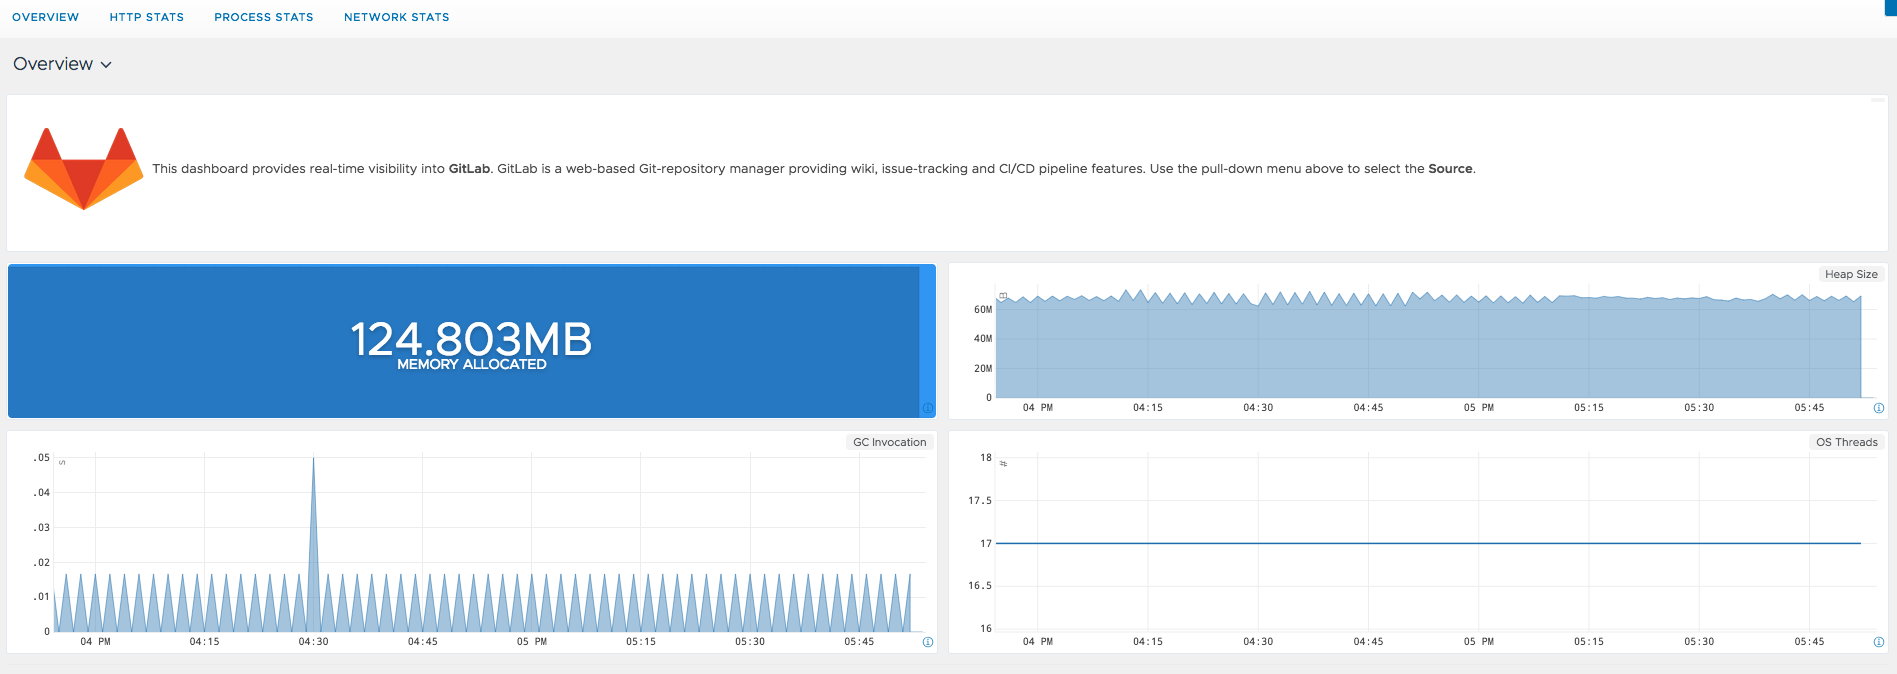 OVERVIEW HTTP STATS PROCESS STATS NETWORK STATS
Overview
This dashboard provides real-time visibility into GitLab. GitLab is a web-based Git-repository manager providing wiki, issue-tracking and CI/CD pipeline features. Use the pull-down menu above to select the Source.
124.803MB
MEMORY ALLOCATED
Heap Size
B
60M
40M
20M
0
04 PM 04:15 04:30 04:45 05 PM 05:15 05:30 05:45
GC Invocation
s
.05
.04
.03
.02
.01
0
04 PM 04:15 04:30 04:45 05 PM 05:15 05:30 05:45
OS Threads
#
18
17.5
17
16.5
16
04 PM 04:15 04:30 04:45 05 PM 05:15 05:30 05:45